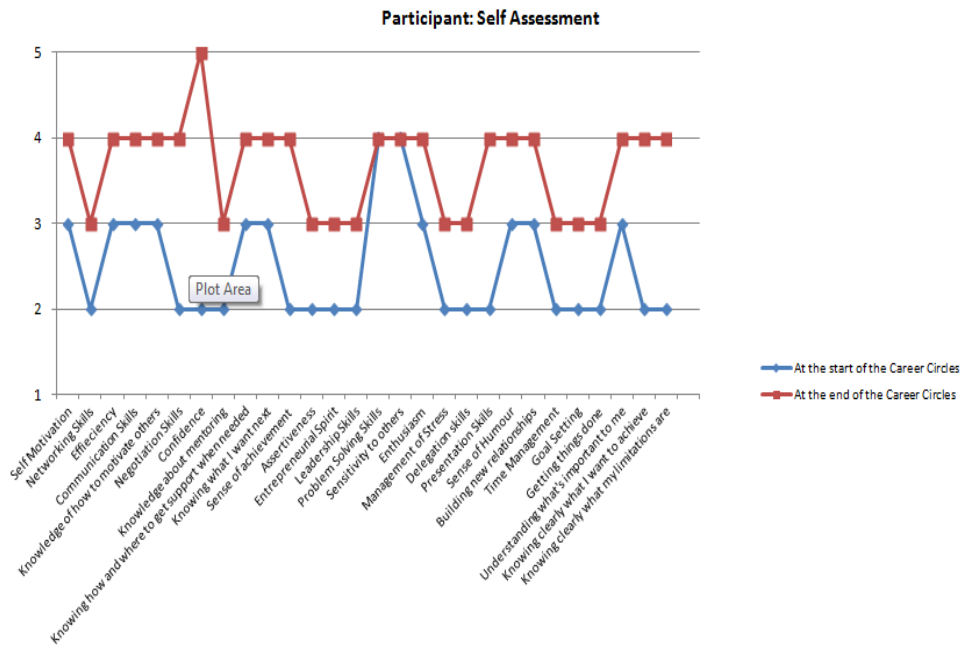 Participant: Self Assessment
5
4
3
2
1
Plot Area
At the start of the Career Circles
At the end of the Career Circles
Self Motivation
Networking Skills
Effieciency
Communication Skills
Knowledge of how to motivate others
Negotiation Skills
Confidence
Knowledge about mentoring
Knowing how and where to get support when needed
Knowing what I want next
Sense of achievement
Assertiveness
Entrepreneurial Spirit
Leadership Skills
Problem Solving Skills
Sensitivity to others
Enthusiasm
Management of Stress
Delegation skills
Presentation Skills
Sense of Humour
Building new relationships
Time Management
Goal Setting
Getting things done
Understanding what's important to me
Knowing clearly what I want to achieve
Knowing clearly what my limitations are